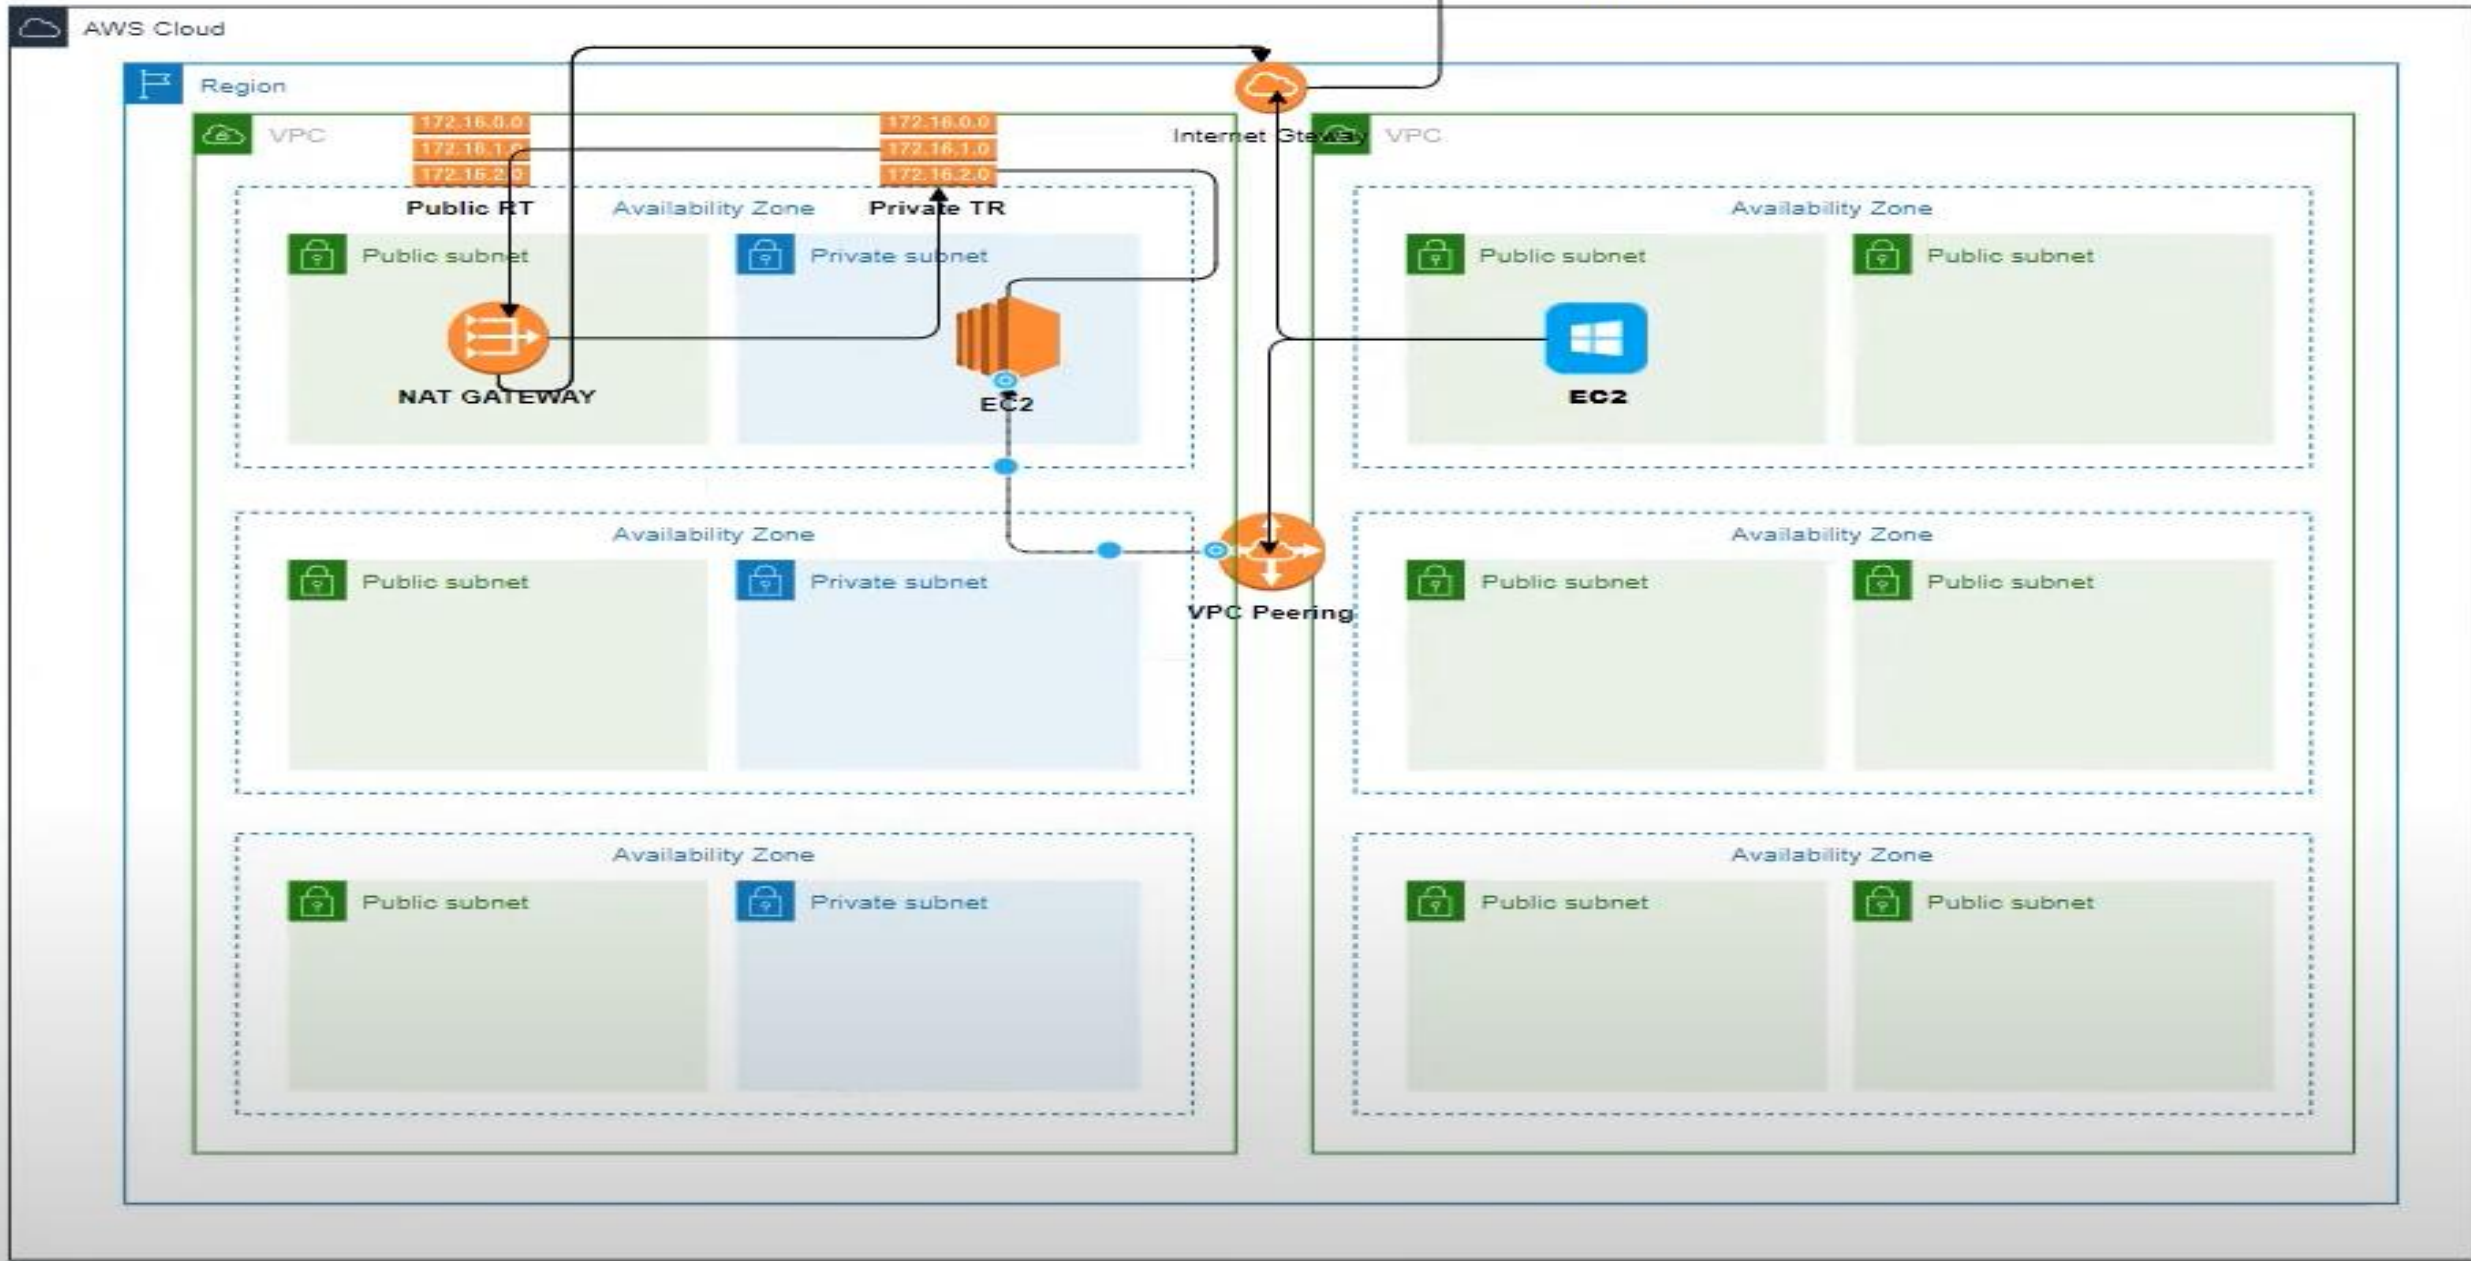 AWS Cloud
Region
VPC
172.16.0.0
172.16.1.0
172.16.2.0
Public RT
172.16.0.0
172.16.1.0
172.16.2.0
Private TR
Internet Gteway
VPC
Availability Zone
Public subnet
NAT GATEWAY
Private subnet
EC2
Availability Zone
Public subnet
EC2
Public subnet
Availability Zone
Public subnet
Private subnet
VPC Peering
Availability Zone
Public subnet
Public subnet
Availability Zone
Public subnet
Private subnet
Availability Zone
Public subnet
Public subnet